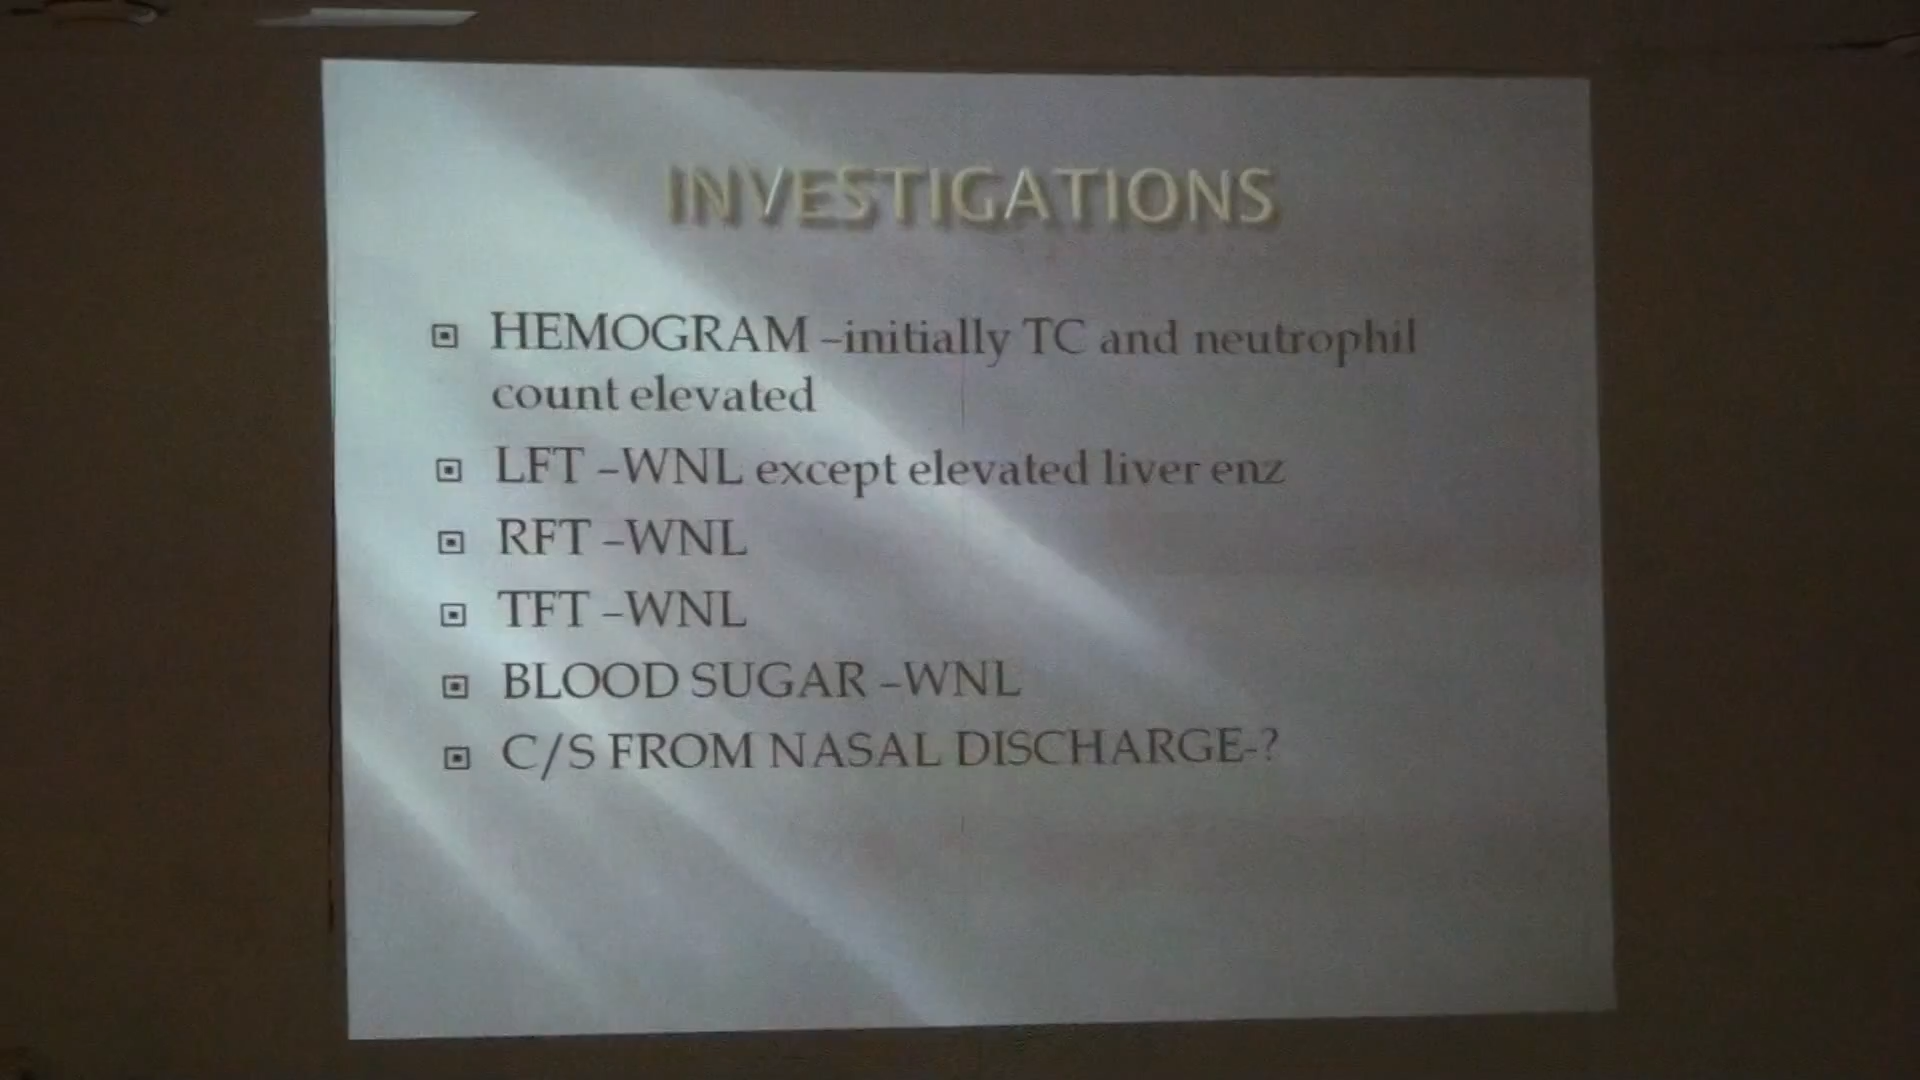 INVESTIGATIONS
HEMOGRAM –initially TC and neutrophil
count elevated
LFT –WNL except elevated liver enz
RFT –WNL
TFT –WNL
BLOOD SUGAR –WNL
C/S FROM NASAL DISCHARGE-?